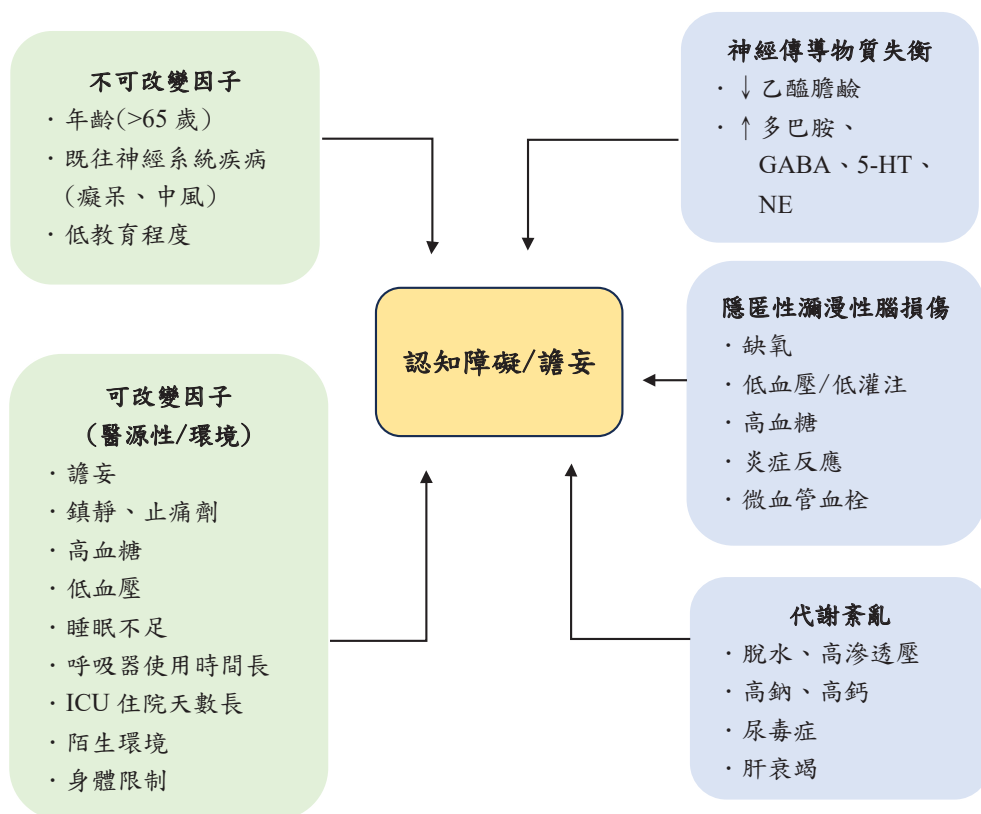 不可改變因子
· 年齡(>65 歲)
· 既往神經系統疾病
(癡呆、中風)
· 低教育程度
可改變因子
(醫源性/環境)
· 譫妄
· 鎮靜、止痛劑
· 高血糖
· 低血壓
· 睡眠不足
· 呼吸器使用時間長
· ICU 住院天數長
· 陌生環境
· 身體限制
認知障礙/譫妄
神經傳導物質失衡
· ↓ 乙醯膽鹼
· ↑ 多巴胺、
GABA、5-HT、
NE
隱匿性瀰漫性腦損傷
· 缺氧
· 低血壓/低灌注
· 高血糖
· 炎症反應
· 微血管血栓
代謝紊亂
· 脫水、高滲透壓
· 高鈉、高鈣
· 尿毒症
· 肝衰竭